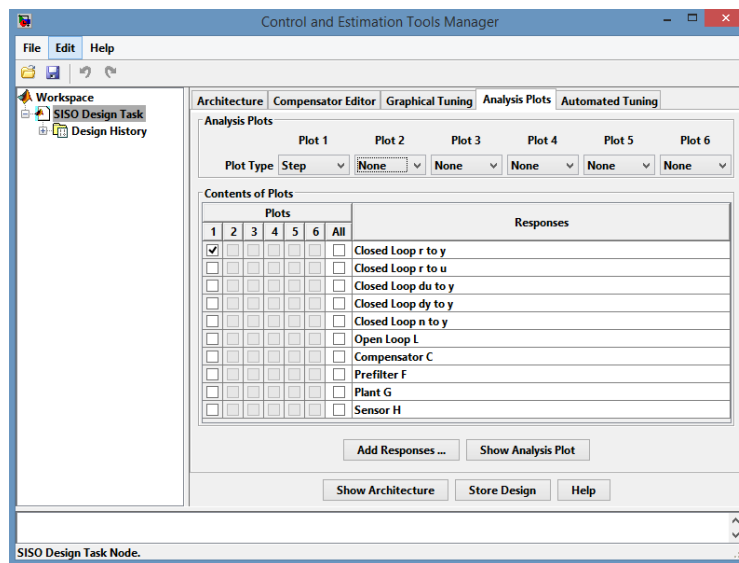 Control and Estimation Tools Manager
File Edit Help
Workspace
SISO Design Task
Design History
Architecture Compensator Editor Graphical Tuning Analysis Plots Automated Tuning
Analysis Plots
Plot 1 Plot 2 Plot 3 Plot 4 Plot 5 Plot 6
Plot Type Step None None None None None
Contents of Plots
Plots Responses
1 2 3 4 5 6 All
Closed Loop r to y
Closed Loop r to u
Closed Loop du to y
Closed Loop dy to y
Closed Loop n to y
Open Loop L
Compensator C
Prefilter F
Plant G
Sensor H
Add Responses ... Show Analysis Plot
Show Architecture Store Design Help
SISO Design Task Node.